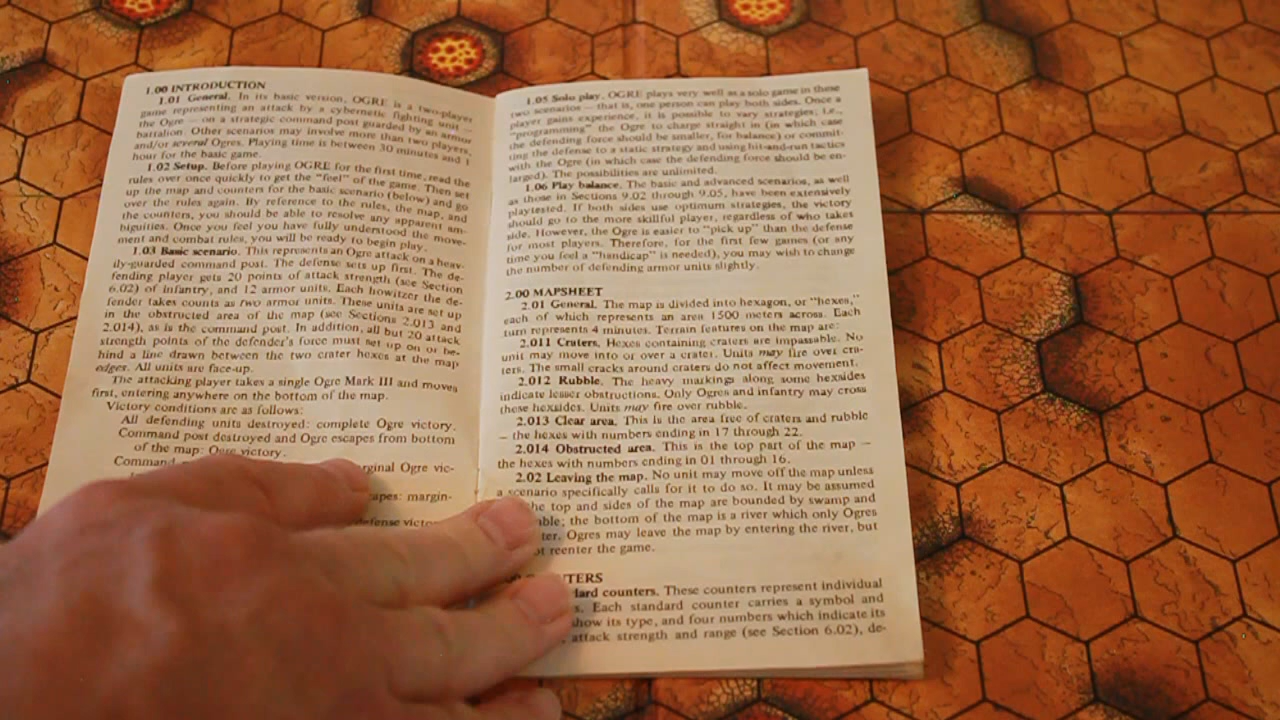 1.00 INTRODUCTION
1.01 General. In its basic version, OGRE is a two-player
game representing an attack by a cybernetic fighting unit —
the Ogre — on a strategic command post guarded by an armor
battalion. Other scenarios may involve more than two players,
and/or several Ogres. Playing time is between 30 minutes and 1
hour for the basic game.
1.02 Setup. Before playing OGRE for the first time, read the
rules over once quickly to get the "feel" of the game. Then set
up the map and counters for the basic scenario (below) and go
over the rules again. By reference to the rules, the map, and
the counters, you should be able to resolve any apparent am-
biguities. Once you feel you have fully understood the move-
ment and combat rules, you will be ready to begin play.
1.03 Basic scenario. This represents an Ogre attack on a heav-
ily-guarded command post. The defense sets up first. The de-
fending player gets 20 points of attack strength (see Section
6.02) of infantry, and 12 armor units. Each howitzer the de-
fender takes counts as two armor units. These units are set up
in the obstructed area of the map (see Sections 2.013 and
2.014), as is the command post. In addition, all but 20 attack
strength points of the defender's force must set up on or be-
hind a line drawn between the two crater hexes at the map
edges. All units are face-up.
The attacking player takes a single Ogre Mark III and moves
first, entering anywhere on the bottom of the map.
Victory conditions are as follows:
All defending units destroyed: complete Ogre victory.
Command post destroyed and Ogre escapes from bottom
of the map: Ogre victory.
Command
rginal Ogre vic-
capes: margin-
defense victo
1.05 Solo play. OGRE plays very well as a solo game in these
two scenarios — that is, one person can play both sides. Once a
player gains experience, it is possible to vary strategies; i.e.,
"programming" the Ogre to charge straight in (in which case
the defending force should be smaller, for balance) or commit-
ting the defense to a static strategy and using hit-and-run tactics
with the Ogre (in which case the defending force should be en-
larged). The possibilities are unlimited.
1.06 Play balance. The basic and advanced scenarios, as well
as those in Sections 9.02 through 9.05, have been extensively
playtested. If both sides use optimum strategies, the victory
should go to the more skillful player, regardless of who takes
side. However, the Ogre is easier to "pick up" than the defense
for most players. Therefore, for the first few games (or any
time you feel a "handicap" is needed), you may wish to change
the number of defending armor units slightly.
2.00 MAPSHEET
2.01 General. The map is divided into hexagon, or "hexes,"
each of which represents an area 1500 meters across. Each
turn represents 4 minutes. Terrain features on the map are:
2.011 Craters. Hexes containing craters are impassable. No
unit may move into or over a crater. Units may fire over cra-
ters. The small cracks around craters do not affect movement.
2.012 Rubble. The heavy markings along some hexsides
indicate lesser obstructions. Only Ogres and infantry may cross
these hexsides. Units may fire over rubble.
2.013 Clear area. This is the area free of craters and rubble
— the hexes with numbers ending in 17 through 22.
2.014 Obstructed area. This is the top part of the map —
the hexes with numbers ending in 01 through 16.
2.02 Leaving the map. No unit may move off the map unless
a scenario specifically calls for it to do so. It may be assumed
the top and sides of the map are bounded by swamp and
ble; the bottom of the map is a river which only Ogres
ter. Ogres may leave the map by entering the river, but
ot reenter the game.
TERS
lard counters. These counters represent individual
s. Each standard counter carries a symbol and
show its type, and four numbers which indicate its
attack strength and range (see Section 6.02), de-